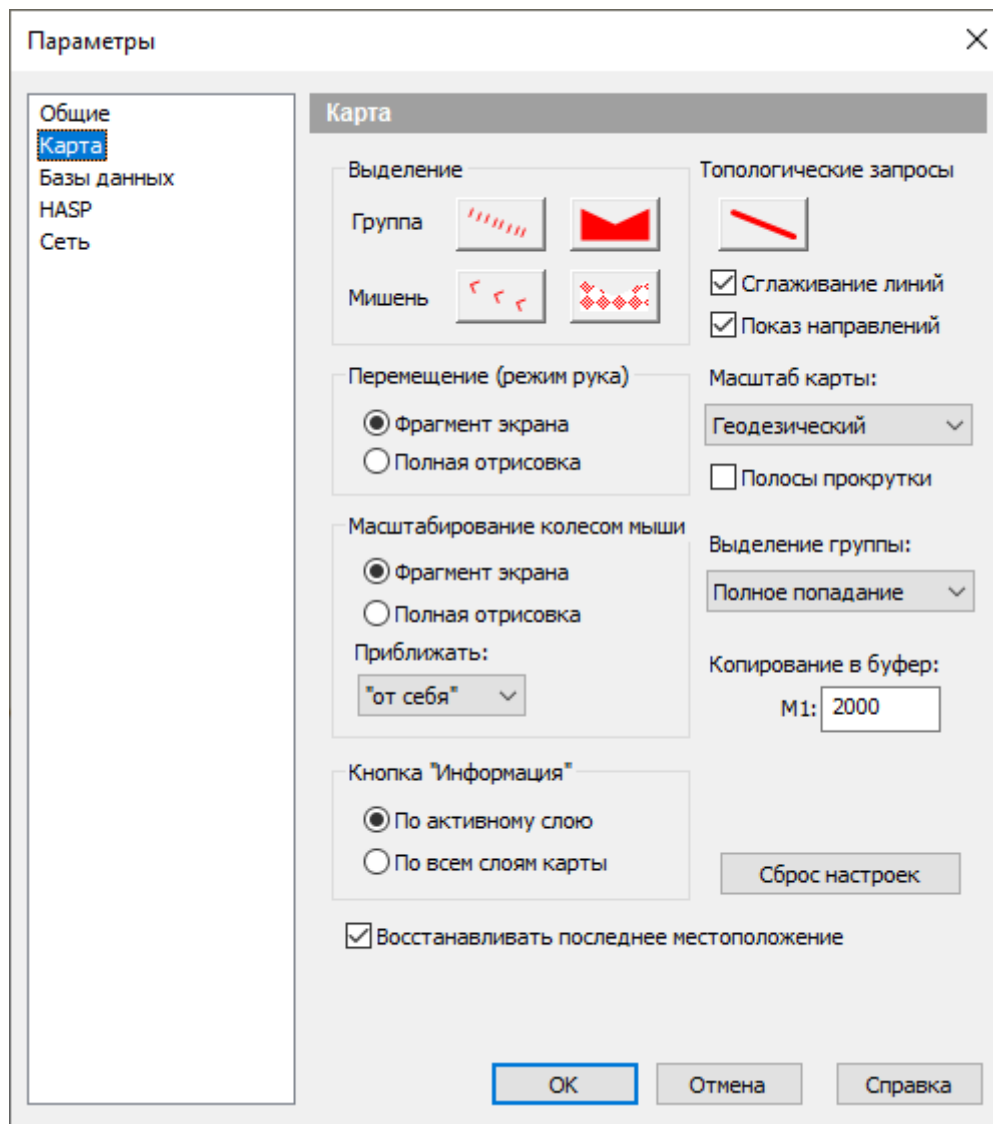 Параметры
Общие
Карта
Базы данных
HASP
Сеть
Карта
Выделение
Группа
Мишень
Топологические запросы
Сглаживание линий
Показ направлений
Перемещение (режим рука)
Фрагмент экрана
Полная отрисовка
Масштаб карты:
Геодезический
Полосы прокрутки
Масштабирование колесом мыши
Фрагмент экрана
Полная отрисовка
Приближать:
"от себя"
Выделение группы:
Полное попадание
Копирование в буфер:
М1: 2000
Кнопка "Информация"
По активному слою
По всем слоям карты
Сброс настроек
Восстанавливать последнее местоположение
ОК Отмена Справка